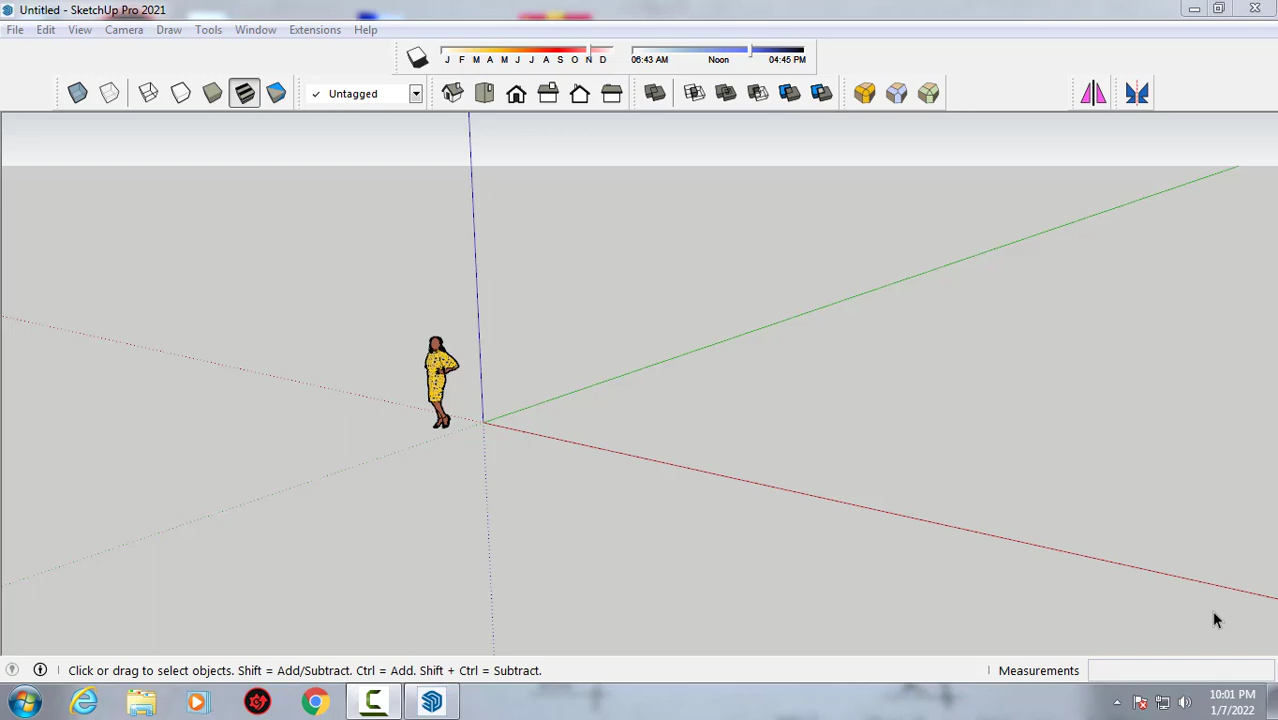 Untitled - SketchUp Pro 2021
File Edit View Camera Draw Tools Window Extensions Help
J F M A M J J A S O N D 06:43 AM Noon 04:45 PM
✓ Untagged
Click or drag to select objects. Shift = Add/Subtract. Ctrl = Add. Shift + Ctrl = Subtract. Measurements
10:01 PM
1/7/2022